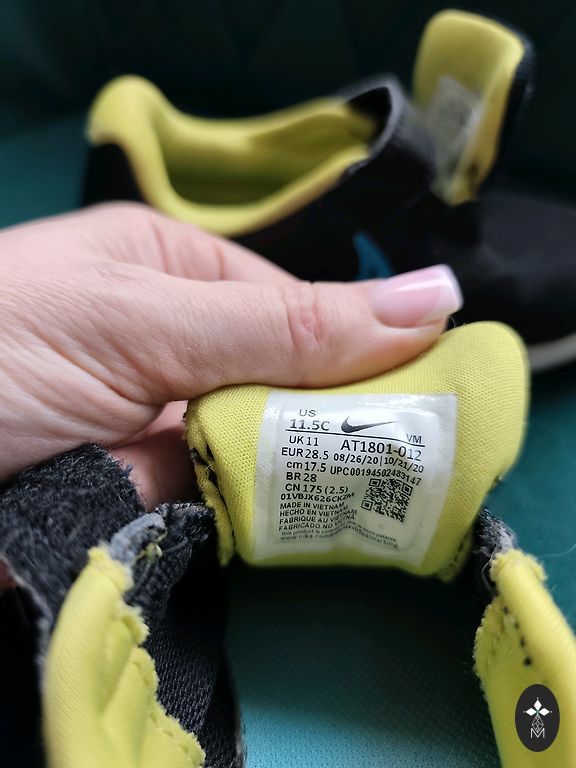 US
11.5C
VM
UK 11 AT1801-012
EUR 28.5 08/26/20|10/21/20
cm 17.5 UPC00194502483147
BR 28
CN 175 (2.5)
01VBJX626CKZM
MADE IN VIETNAM
HECHO EN VIETNAM
FABRIQUE AU VIETNAM
FABRICADO NO VIETNAM
M